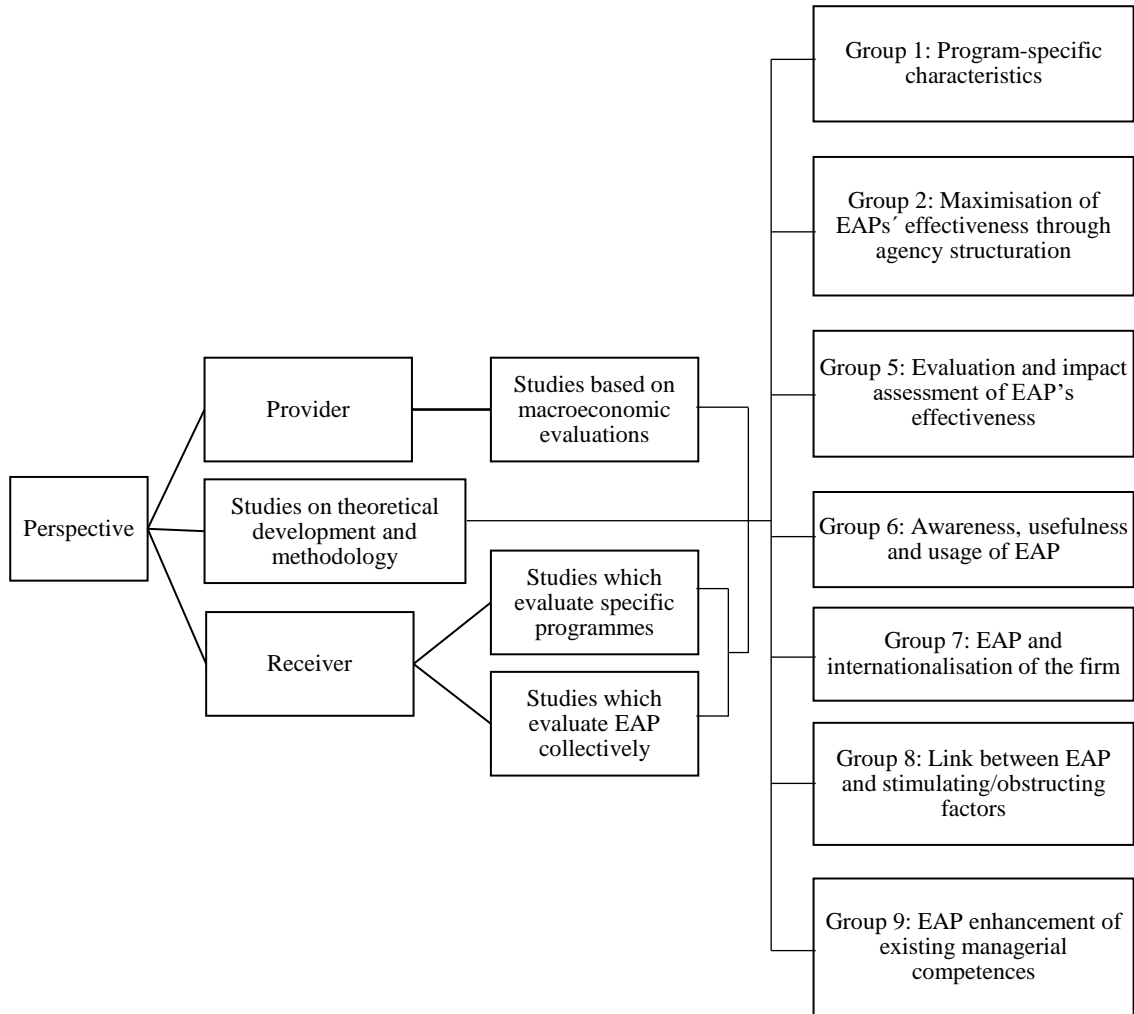 Perspective
Provider
Studies on theoretical
development and
methodology
Receiver
Studies based on
macroeconomic
evaluations
Studies which
evaluate specific
programmes
Studies which
evaluate EAP
collectively
Group 1: Program-specific
characteristics
Group 2: Maximisation of
EAPs´ effectiveness through
agency structuration
Group 5: Evaluation and impact
assessment of EAP’s
effectiveness
Group 6: Awareness, usefulness
and usage of EAP
Group 7: EAP and
internationalisation of the firm
Group 8: Link between EAP
and stimulating/obstructing
factors
Group 9: EAP enhancement of
existing managerial
competences